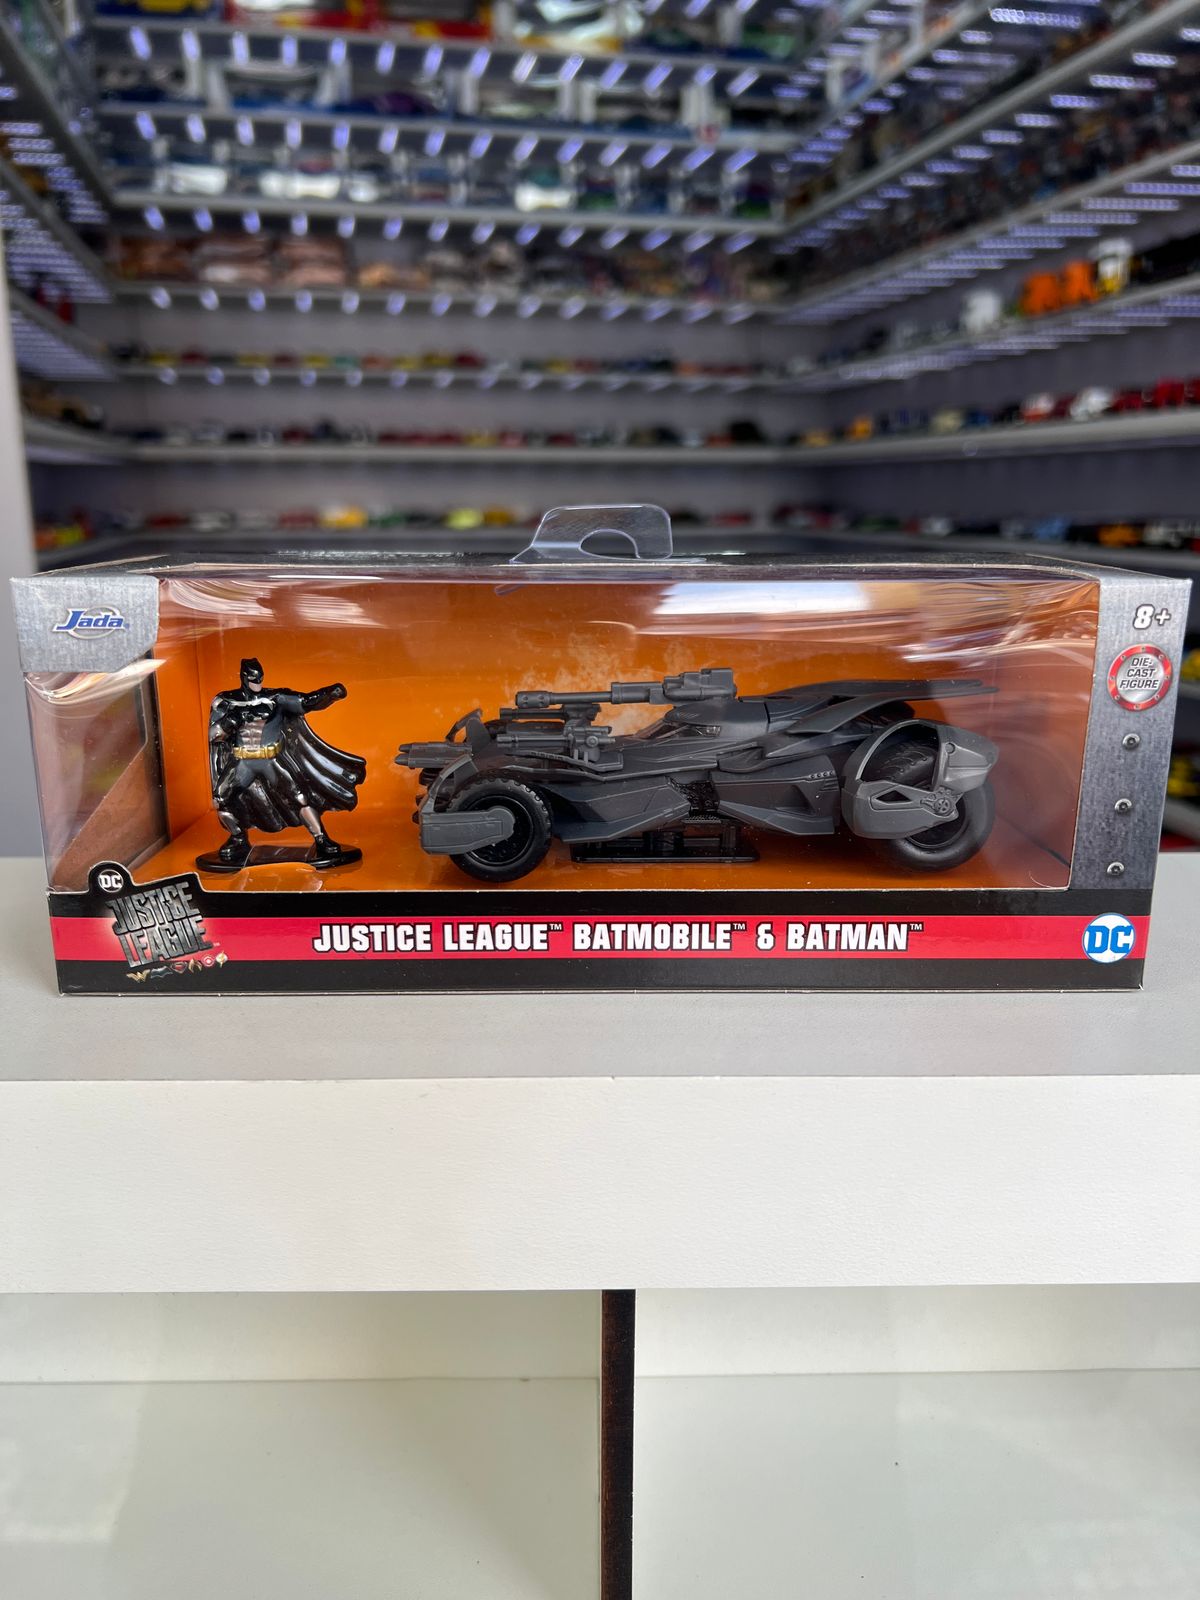 Jada
8+
DIE-
CAST
FIGURE
DC
JUSTICE
LEAGUE
JUSTICE LEAGUE™ BATMOBILE™ & BATMAN™
DC